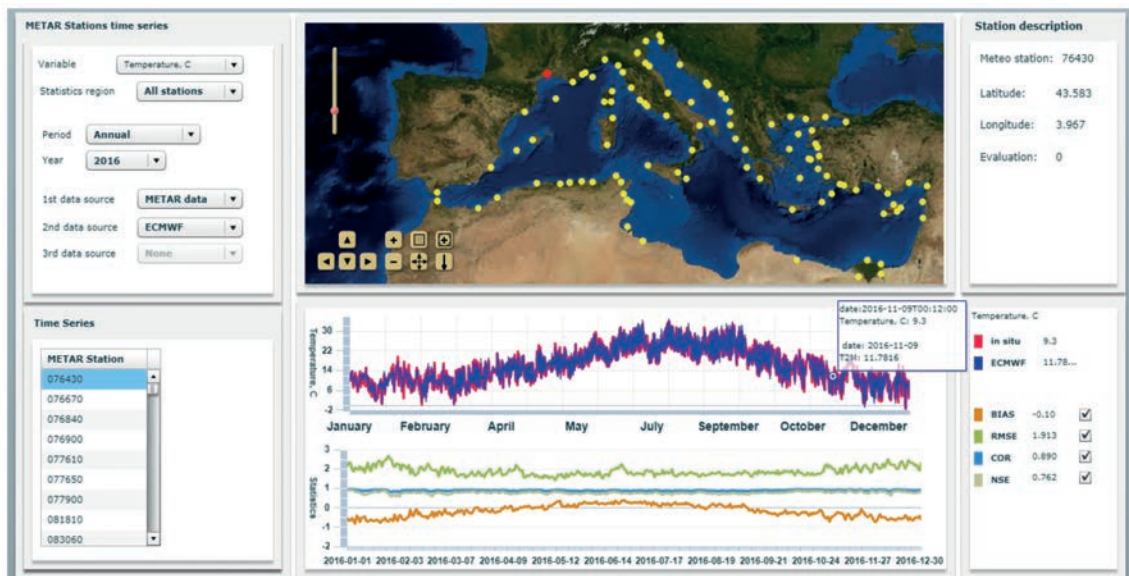 METAR Stations time series
Variable Temperature, C
Statistics region All stations
Period Annual
Year 2016
1st data source METAR data
2nd data source ECMWF
3rd data source None
Station description
Meteo station: 76430
Latitude: 43.583
Longitude: 3.967
Evaluation: 0
Time Series
METAR Station
076430
076670
076840
076900
077610
077650
077900
081810
083060
Temperature, C
30
22
14
6
-2
January February April May July September October December
date:2016-11-09T00:12:00
Temperature, C: 9.3
date: 2016-11-09
T2M: 11.7816
Statistics
3
2
1
0
-1
-2
2016-01-01 2016-02-03 2016-03-07 2016-04-09 2016-05-12 2016-06-14 2016-07-17 2016-08-19 2016-09-21 2016-10-24 2016-11-27 2016-12-30
Temperature, C
in situ 9.3
ECMWF 11.78...
BIAS -0.10
RMSE 1.913
COR 0.890
NSE 0.762